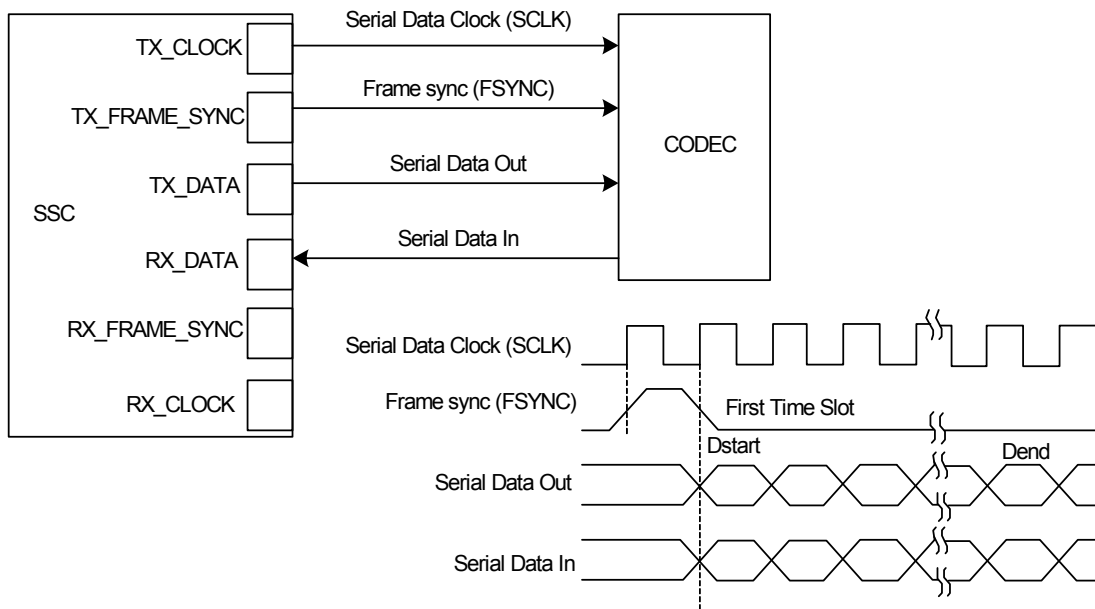 Serial Data Clock (SCLK)
TX_CLOCK
Frame sync (FSYNC)
TX_FRAME_SYNC
CODEC
Serial Data Out
TX_DATA
SSC
Serial Data In
RX_DATA
RX_FRAME_SYNC
Serial Data Clock (SCLK)
RX_CLOCK
Frame sync (FSYNC)
First Time Slot
Dstart
Dend
Serial Data Out
Serial Data In